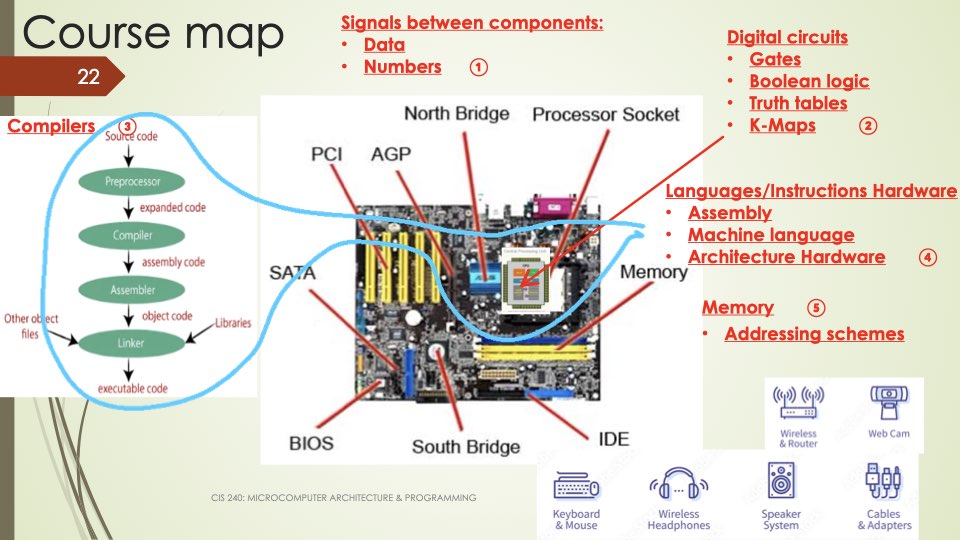 Course map
22
Signals between components:
• Data
• Numbers ①
Digital circuits
• Gates
• Boolean logic
• Truth tables
• K-Maps ②
Compilers ③
Source code
Preprocessor
expanded code
Compiler
assembly code
Assembler
object code
Other object
files
Libraries
Linker
executable code
North Bridge
Processor Socket
PCI
AGP
SATA
Memory
BIOS
South Bridge
IDE
Languages/Instructions Hardware
• Assembly
• Machine language
• Architecture Hardware ④
Memory ⑤
• Addressing schemes
Wireless
& Router
Web Cam
Keyboard
& Mouse
Wireless
Headphones
Speaker
System
Cables
& Adapters
CIS 240: MICROCOMPUTER ARCHITECTURE & PROGRAMMING